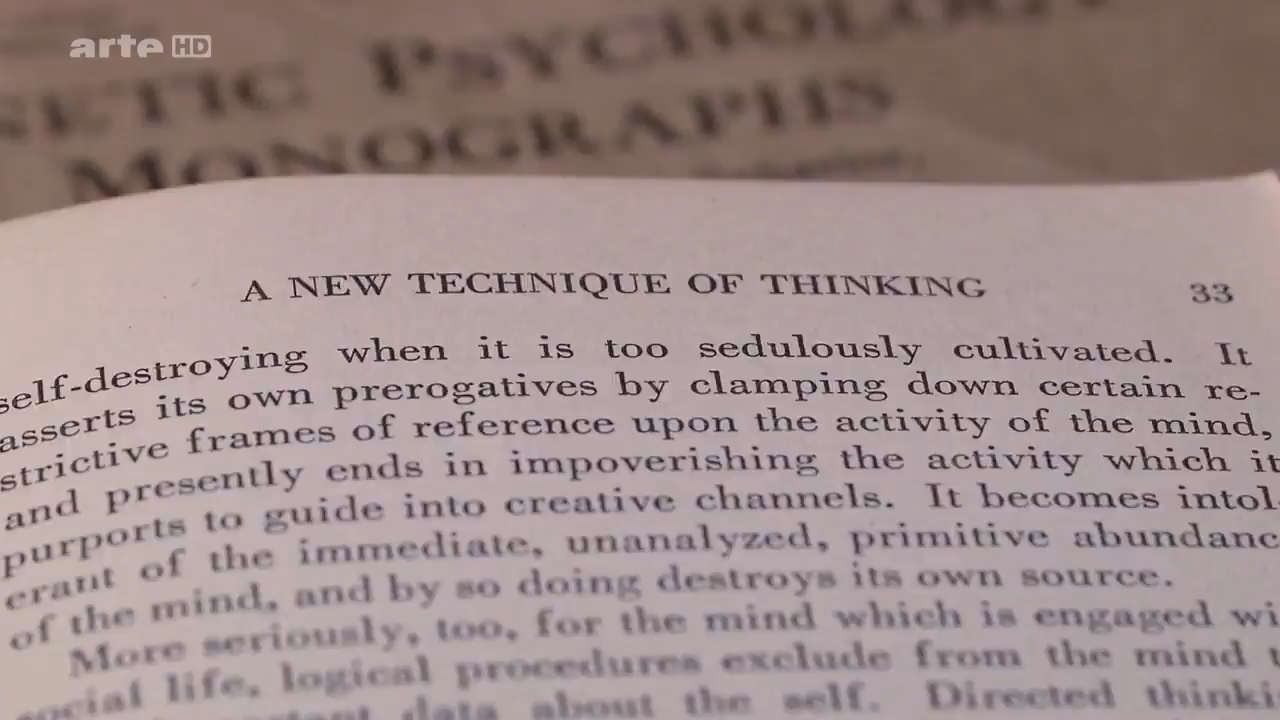 arte HD
NETIC PSYCHOLOGY
MONOGRAPHS
A NEW TECHNIQUE OF THINKING 33
self-destroying when it is too sedulously cultivated. It
asserts its own prerogatives by clamping down certain re-
strictive frames of reference upon the activity of the mind,
and presently ends in impoverishing the activity which it
purports to guide into creative channels. It becomes intol
erant of the immediate, unanalyzed, primitive abundanc
of the mind, and by so doing destroys its own source.
More seriously, too, for the mind which is engaged wi
social life, logical procedures exclude from the mind t
data about the self. Directed thinki